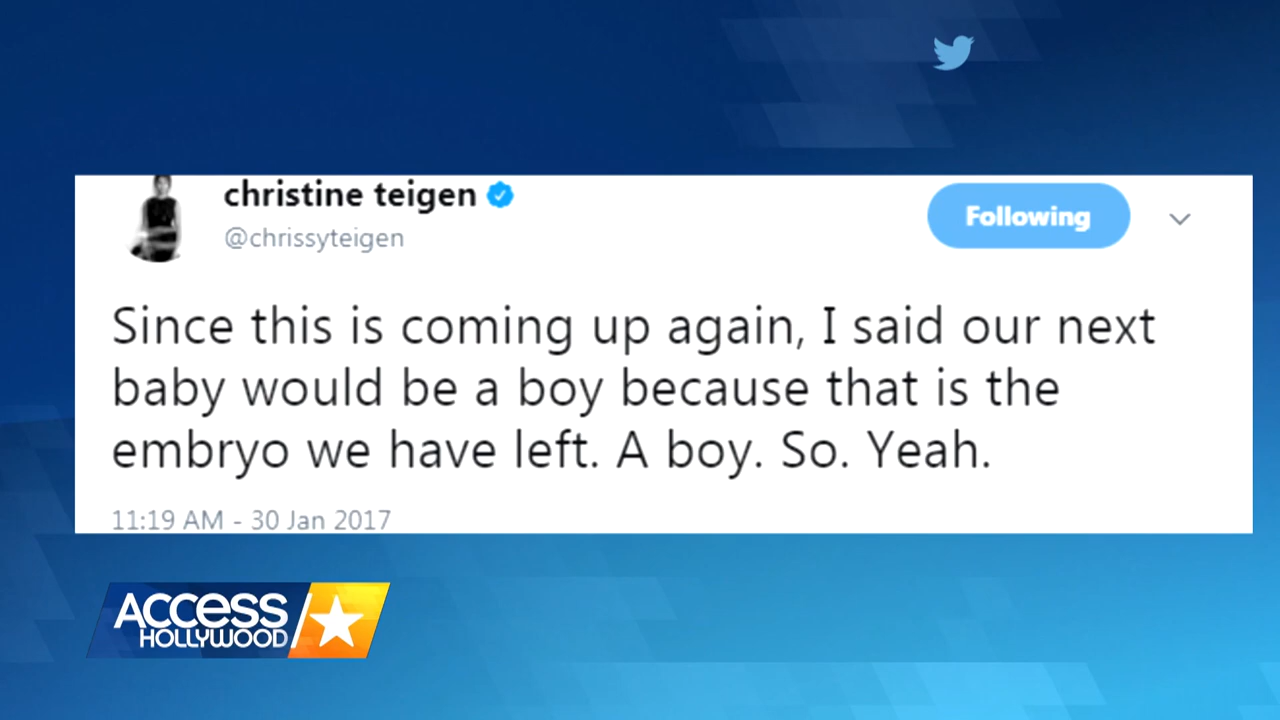 christine teigen
@chrissyteigen
Following
Since this is coming up again, I said our next
baby would be a boy because that is the
embryo we have left. A boy. So. Yeah.
11:19 AM - 30 Jan 2017
ACCESS
HOLLYWOOD